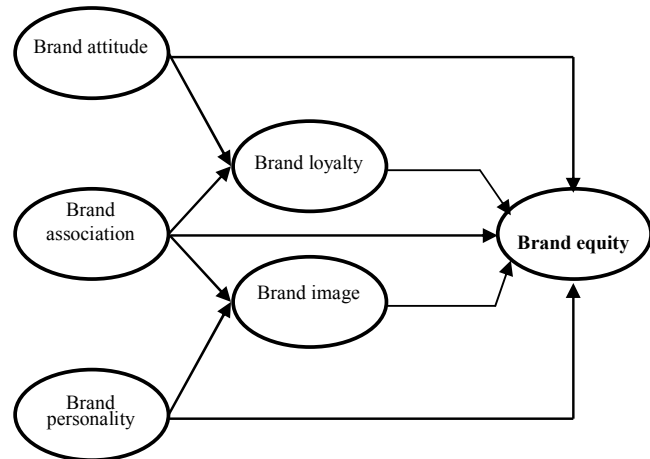 Brand attitude
Brand loyalty
Brand
association
Brand equity
Brand image
Brand
personality